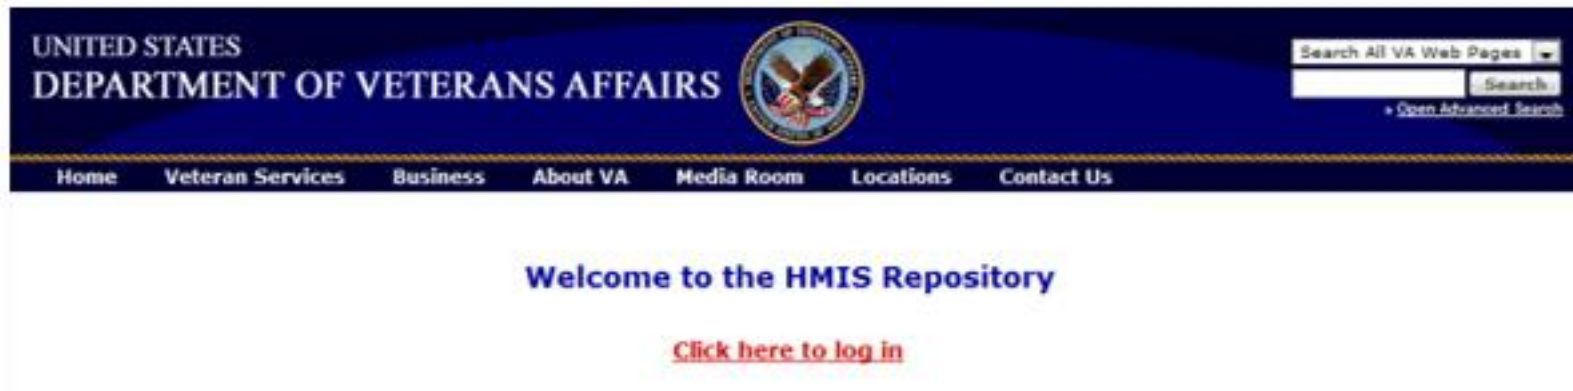 UNITED STATES
DEPARTMENT OF VETERANS AFFAIRS
Search All VA Web Pages
Search
» Open Advanced Search
Home Veteran Services Business About VA Media Room Locations Contact Us
Welcome to the HMIS Repository
Click here to log in